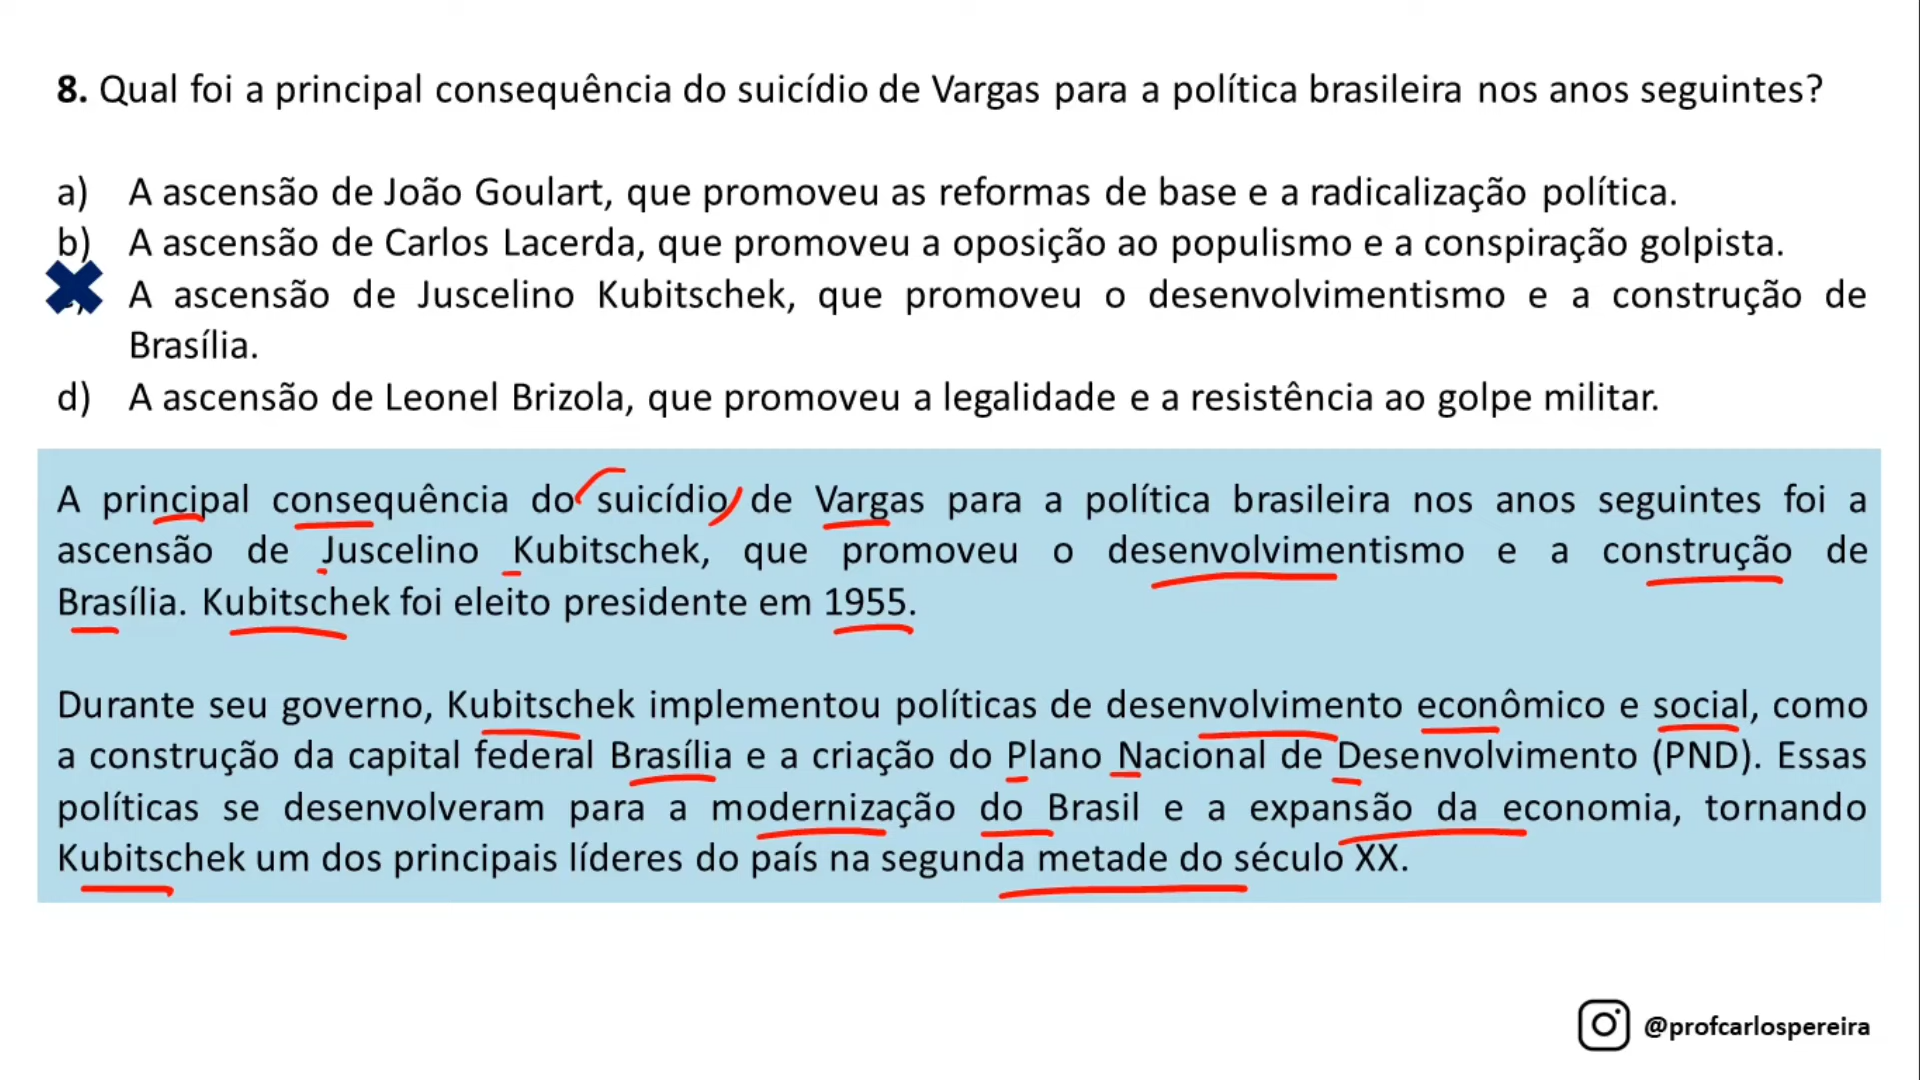 8. Qual foi a principal consequência do suicídio de Vargas para a política brasileira nos anos seguintes?
a) A ascensão de João Goulart, que promoveu as reformas de base e a radicalização política.
b) A ascensão de Carlos Lacerda, que promoveu a oposição ao populismo e a conspiração golpista.
A ascensão de Juscelino Kubitschek, que promoveu o desenvolvimentismo e a construção de
Brasília.
d) A ascensão de Leonel Brizola, que promoveu a legalidade e a resistência ao golpe militar.
A principal consequência do suicídio de Vargas para a política brasileira nos anos seguintes foi a
ascensão de Juscelino Kubitschek, que promoveu o desenvolvimentismo e a construção de
Brasília. Kubitschek foi eleito presidente em 1955.
Durante seu governo, Kubitschek implementou políticas de desenvolvimento econômico e social, como
a construção da capital federal Brasília e a criação do Plano Nacional de Desenvolvimento (PND). Essas
políticas se desenvolveram para a modernização do Brasil e a expansão da economia, tornando
Kubitschek um dos principais líderes do país na segunda metade do século XX.
@profcarlospereira